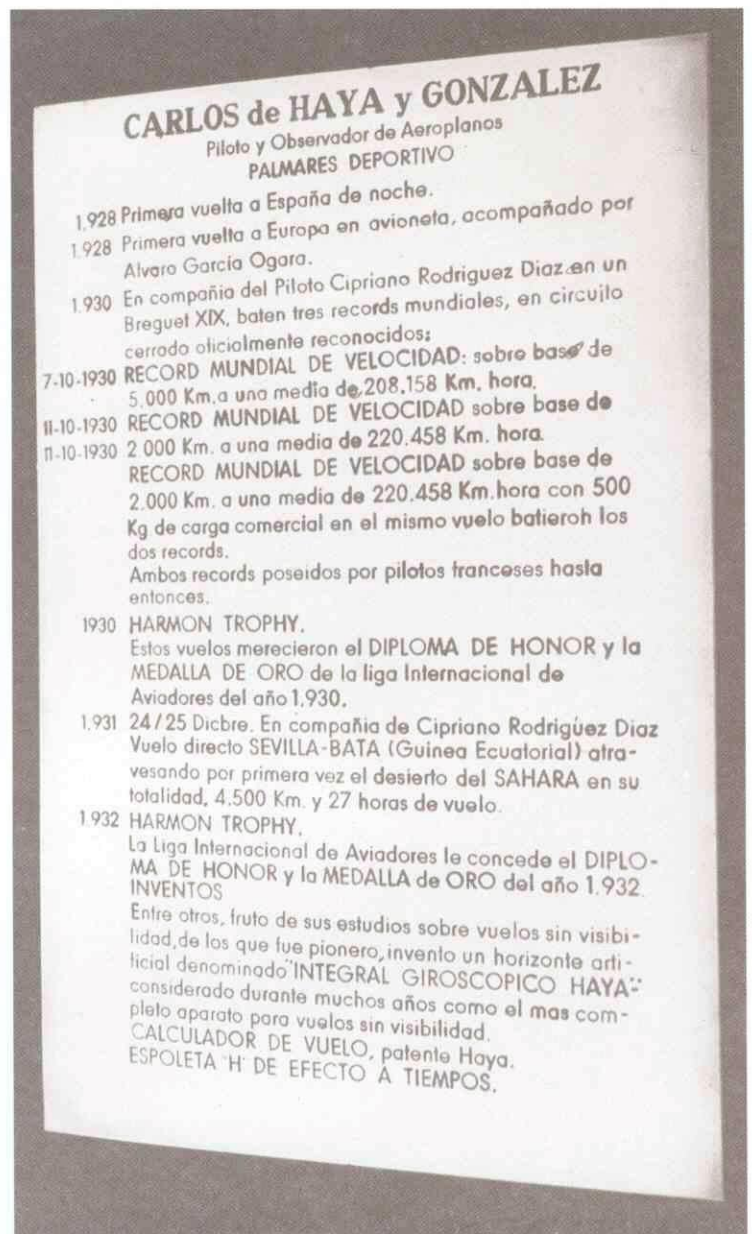 CARLOS de HAYA y GONZALEZ
Piloto y Observador de Aeroplanos
PALMARES DEPORTIVO
1.928 Primera vuelta a España de noche.
1.928 Primera vuelta a Europa en avioneta, acompañado por
Alvaro García Ogara.
1.930 En compañia del Piloto Cipriano Rodriguez Diaz en un
Breguet XIX, baten tres records mundiales, en circuito
cerrado oficialmente reconocidos:
7-10-1930 RECORD MUNDIAL DE VELOCIDAD: sobre base de
5,000 Km. a una media de 208,158 Km. hora.
11-10-1930 RECORD MUNDIAL DE VELOCIDAD sobre base de
11-10-1930 2 000 Km. a una media de 220.458 Km. hora.
RECORD MUNDIAL DE VELOCIDAD sobre base de
2.000 Km. a una media de 220.458 Km. hora con 500
Kg de carga comercial en el mismo vuelo batieroh los
dos records.
Ambos records poseidos por pilotos franceses hasta
entonces.
1930 HARMON TROPHY.
Estos vuelos merecieron el DIPLOMA DE HONOR y la
MEDALLA DE ORO de la liga Internacional de
Aviadores del año 1.930.
1.931 24/25 Dicbre. En compañia de Cipriano Rodriguez Diaz
Vuelo directo SEVILLA-BATA (Guinea Ecuatorial) atra-
vesando por primera vez el desierto del SAHARA en su
totalidad, 4.500 Km. y 27 horas de vuelo.
1.932 HARMON TROPHY.
La Liga Internacional de Aviadores le concede el DIPLO-
MA DE HONOR y la MEDALLA de ORO del año 1.932.
INVENTOS
Entre otros, fruto de sus estudios sobre vuelos sin visibi-
lidad, de los que fue pionero, invento un horizonte arti-
ficial denominado "INTEGRAL GIROSCOPICO HAYA"
considerado durante muchos años como el mas com-
pleto aparato para vuelos sin visibilidad.
CALCULADOR DE VUELO, patente Haya.
ESPOLETA "H" DE EFECTO A TIEMPOS.